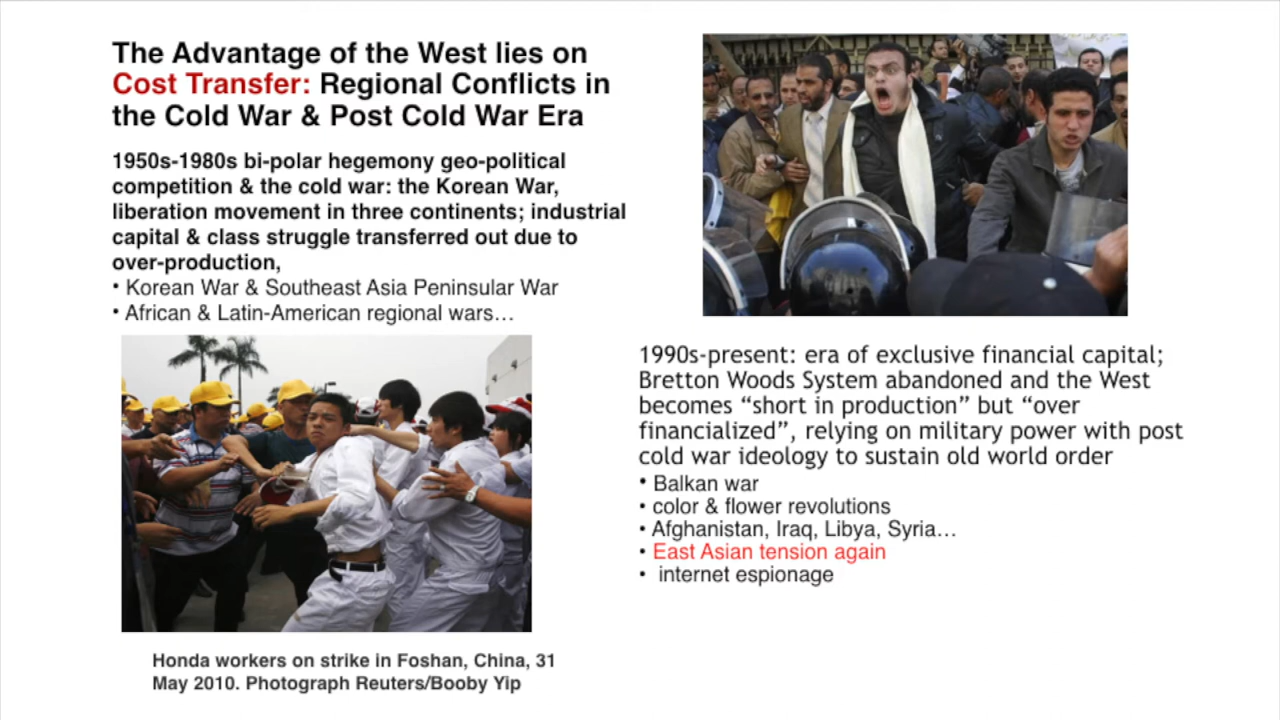 The Advantage of the West lies on
Cost Transfer: Regional Conflicts in
the Cold War & Post Cold War Era
1950s-1980s bi-polar hegemony geo-political
competition & the cold war: the Korean War,
liberation movement in three continents; industrial
capital & class struggle transferred out due to
over-production,
• Korean War & Southeast Asia Peninsular War
• African & Latin-American regional wars…
Honda workers on strike in Foshan, China, 31
May 2010. Photograph Reuters/Booby Yip
1990s-present: era of exclusive financial capital;
Bretton Woods System abandoned and the West
becomes “short in production” but “over
financialized”, relying on military power with post
cold war ideology to sustain old world order
• Balkan war
• color & flower revolutions
• Afghanistan, Iraq, Libya, Syria…
• East Asian tension again
• internet espionage